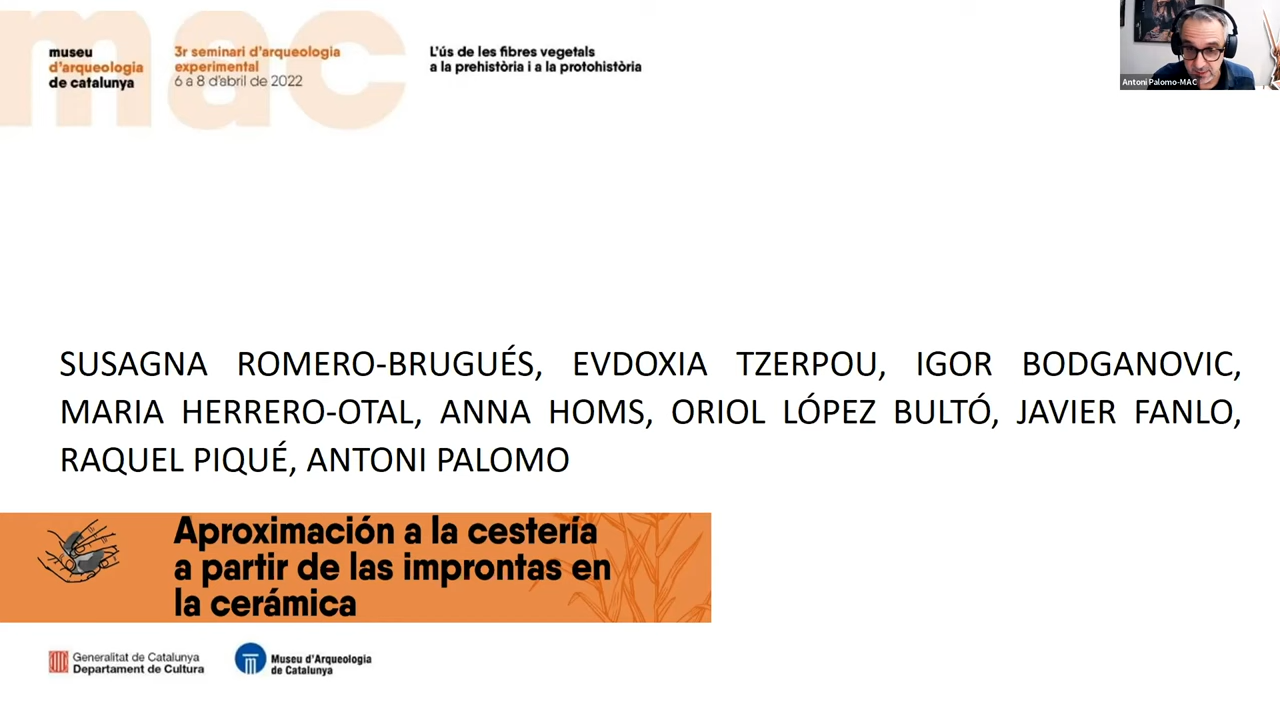 mac
museu
d'arqueologia
de catalunya
3r seminari d'arqueologia
experimental
6 a 8 d'abril de 2022
L'ús de les fibres vegetals
a la prehistòria i a la protohistòria
Antoni Palomo-MAC
SUSAGNA ROMERO-BRUGUÉS, EVDOXIA TZERPOU, IGOR BODGANOVIC,
MARIA HERRERO-OTAL, ANNA HOMS, ORIOL LÓPEZ BULTÓ, JAVIER FANLO,
RAQUEL PIQUÉ, ANTONI PALOMO
Aproximación a la cestería
a partir de las improntas en
la cerámica
Generalitat de Catalunya
Departament de Cultura
Museu d'Arqueologia
de Catalunya